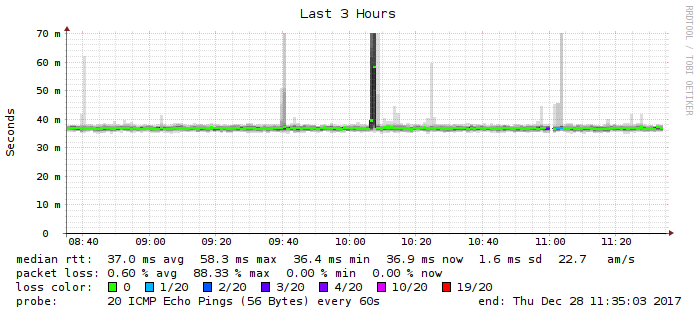 Last 3 Hours
RRDTOOL / TOBI OETIKER
Seconds
70 m
60 m
50 m
40 m
30 m
20 m
10 m
0
08:40 09:00 09:20 09:40 10:00 10:20 10:40 11:00 11:20
median rtt: 37.0 ms avg 58.3 ms max 36.4 ms min 36.9 ms now 1.6 ms sd 22.7 am/s
packet loss: 0.60 % avg 88.33 % max 0.00 % min 0.00 % now
loss color: 0 1/20 2/20 3/20 4/20 10/20 19/20
probe: 20 ICMP Echo Pings (56 Bytes) every 60s end: Thu Dec 28 11:35:03 2017